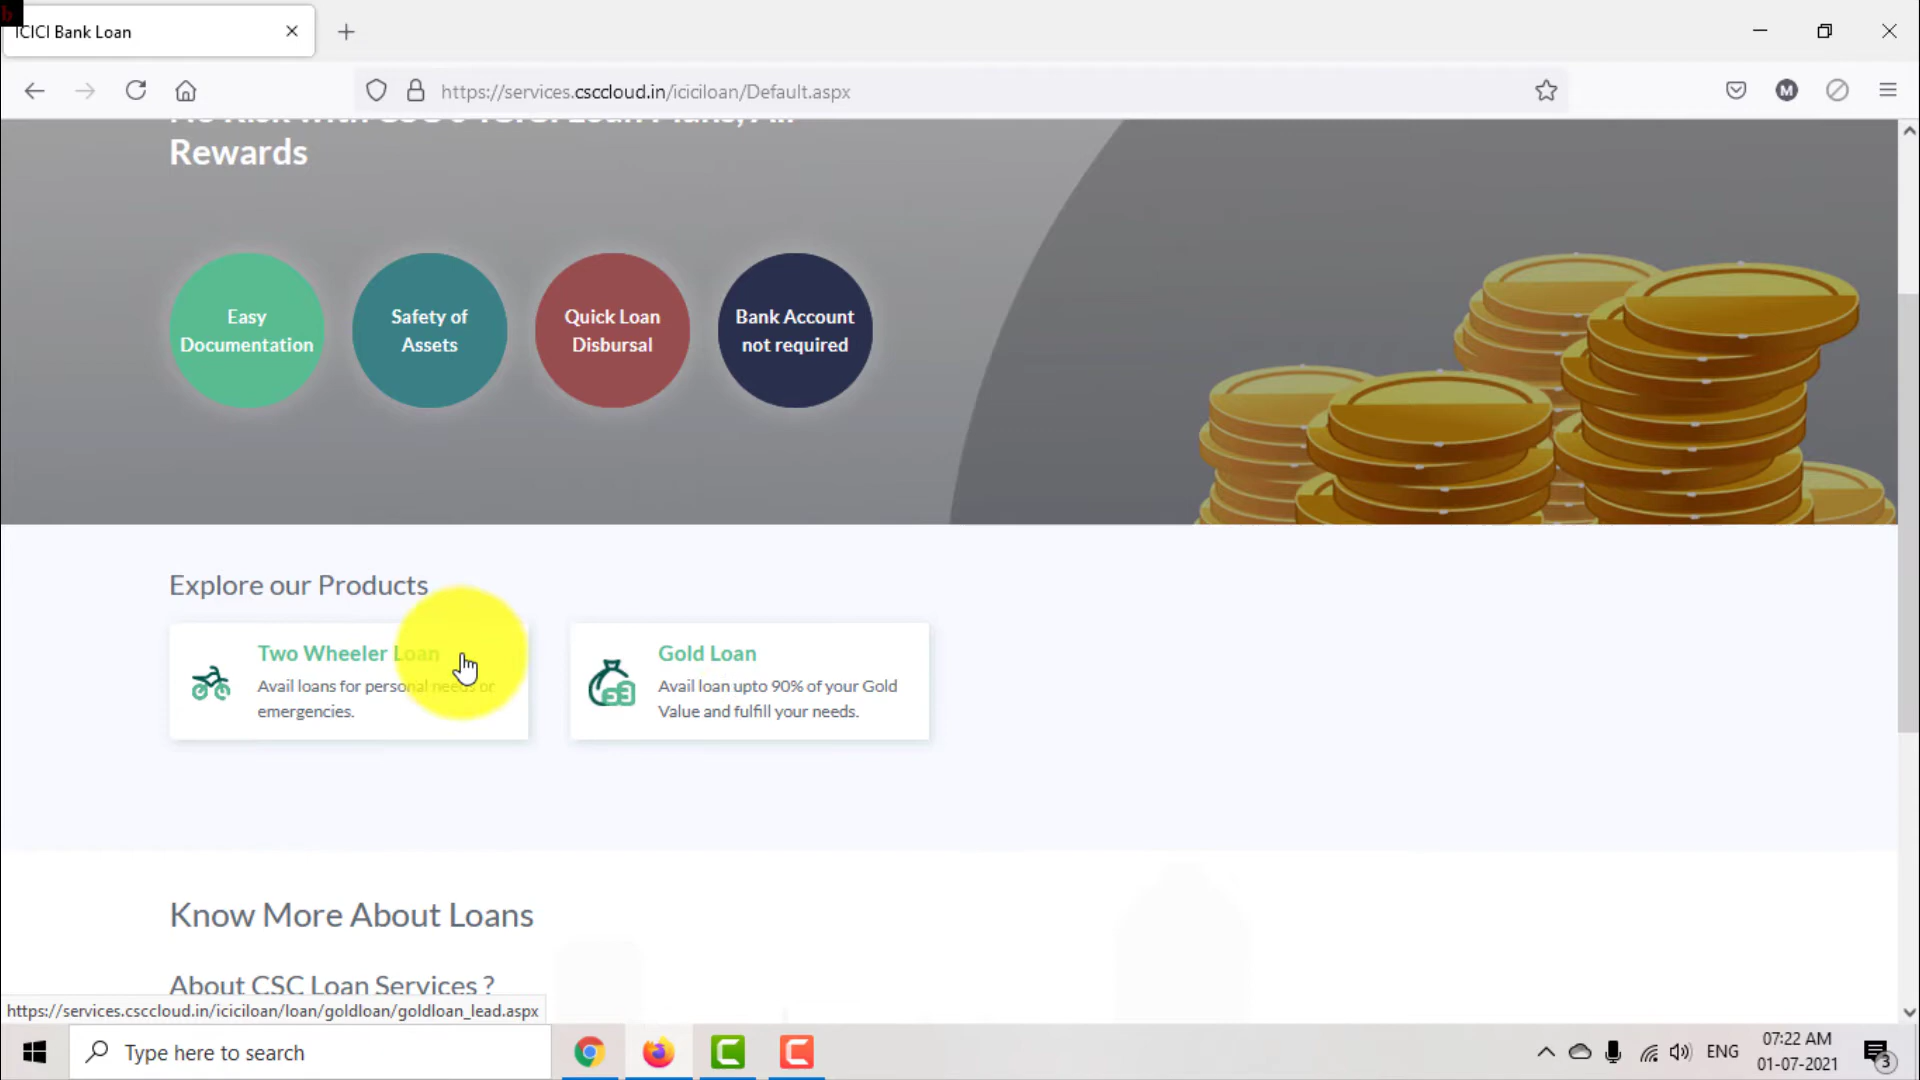 ICICI Bank Loan
https://services.csccloud.in/iciciloan/Default.aspx
Rewards
Easy
Documentation
Safety of
Assets
Quick Loan
Disbursal
Bank Account
not required
Explore our Products
Two Wheeler Loan
Avail loans for personal needs or
emergencies.
Gold Loan
Avail loan upto 90% of your Gold
Value and fulfill your needs.
Know More About Loans
About CSC Loan Services ?
https://services.csccloud.in/iciciloan/loan/goldloan/goldloan_lead.aspx
Type here to search
ENG
07:22 AM
01-07-2021
3